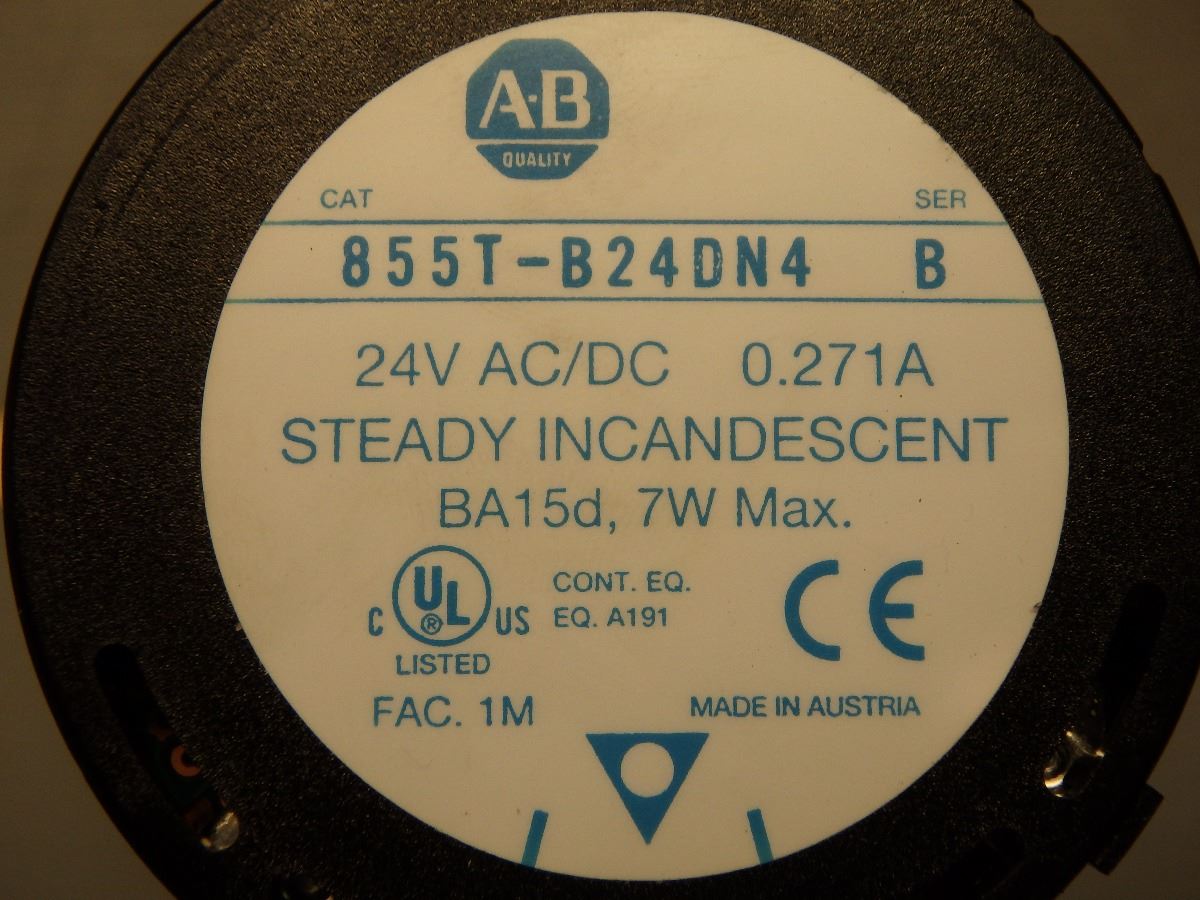 A-B
QUALITY
CAT SER
855T-B24DN4 B
24V AC/DC 0.271A
STEADY INCANDESCENT
BA15d, 7W Max.
C UL ® US
LISTED
CONT. EQ.
EQ. A191
CE
FAC. 1M
MADE IN AUSTRIA